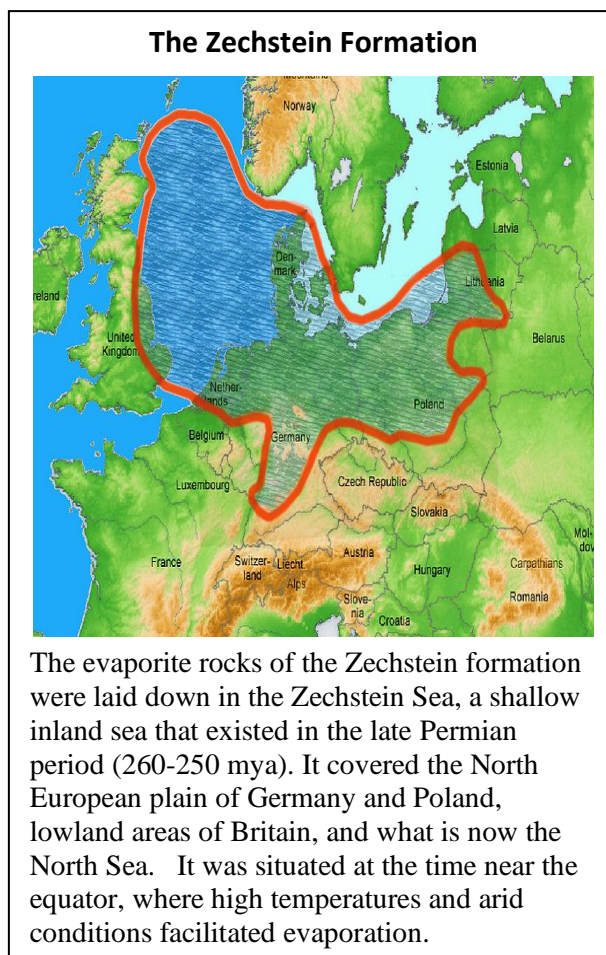 The Zechstein Formation
Norway
Estonia
Latvia
Den-
mark
Lithuania
reland
United
Kingdom
Belarus
Nether-
lands
Poland
Belgium
Germany
Luxembourg
Czech Republic
Slovakia
Mol-
dov
France
Austria
Switzer-
land
Liecht.
Alps
Hungary
Carpathians
Slove-
nia
Romania
Croatia
The evaporite rocks of the Zechstein formation
were laid down in the Zechstein Sea, a shallow
inland sea that existed in the late Permian
period (260-250 mya). It covered the North
European plain of Germany and Poland,
lowland areas of Britain, and what is now the
North Sea.   It was situated at the time near the
equator, where high temperatures and arid
conditions facilitated evaporation.